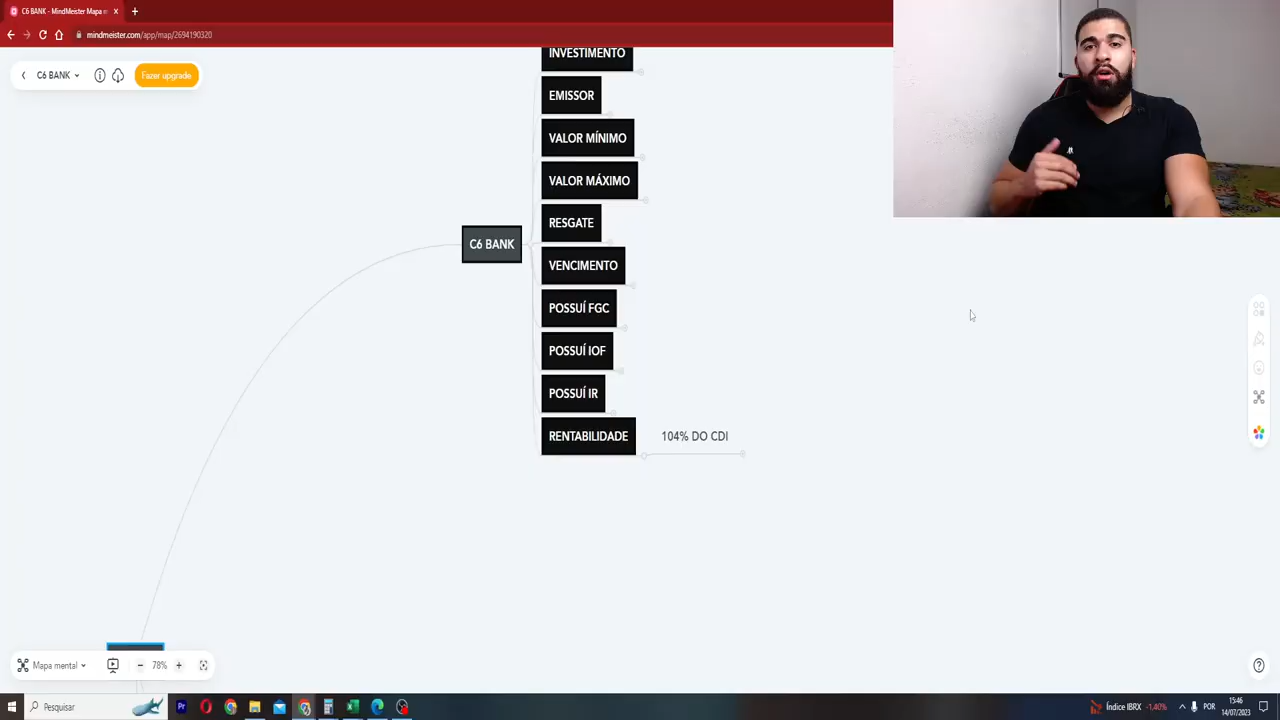 C6 BANK - MindMeister Mapa m
mindmeister.com/app/map/2694190320
C6 BANK
Fazer upgrade
INVESTIMENTO
EMISSOR
VALOR MÍNIMO
VALOR MÁXIMO
RESGATE
C6 BANK
VENCIMENTO
POSSUÍ FGC
POSSUÍ IOF
POSSUÍ IR
RENTABILIDADE
104% DO CDI
Mapa mental
78%
Pesquisar
Índice IBRX -1,40%
POR
15:46
14/07/2023